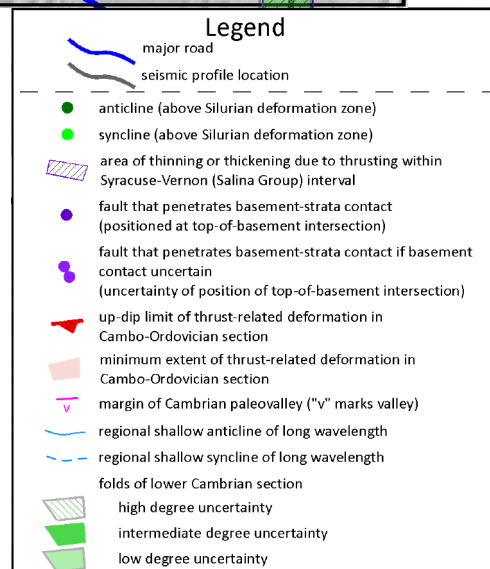 Legend
major road
seismic profile location
anticline (above Silurian deformation zone)
syncline (above Silurian deformation zone)
area of thinning or thickening due to thrusting within
Syracuse-Vernon (Salina Group) interval
fault that penetrates basement-strata contact
(positioned at top-of-basement intersection)
fault that penetrates basement-strata contact if basement
contact uncertain
(uncertainty of position of top-of-basement intersection)
up-dip limit of thrust-related deformation in
Cambo-Ordovician section
minimum extent of thrust-related deformation in
Cambo-Ordovician section
v
margin of Cambrian paleovalley ("v" marks valley)
regional shallow anticline of long wavelength
regional shallow syncline of long wavelength
folds of lower Cambrian section
high degree uncertainty
intermediate degree uncertainty
low degree uncertainty